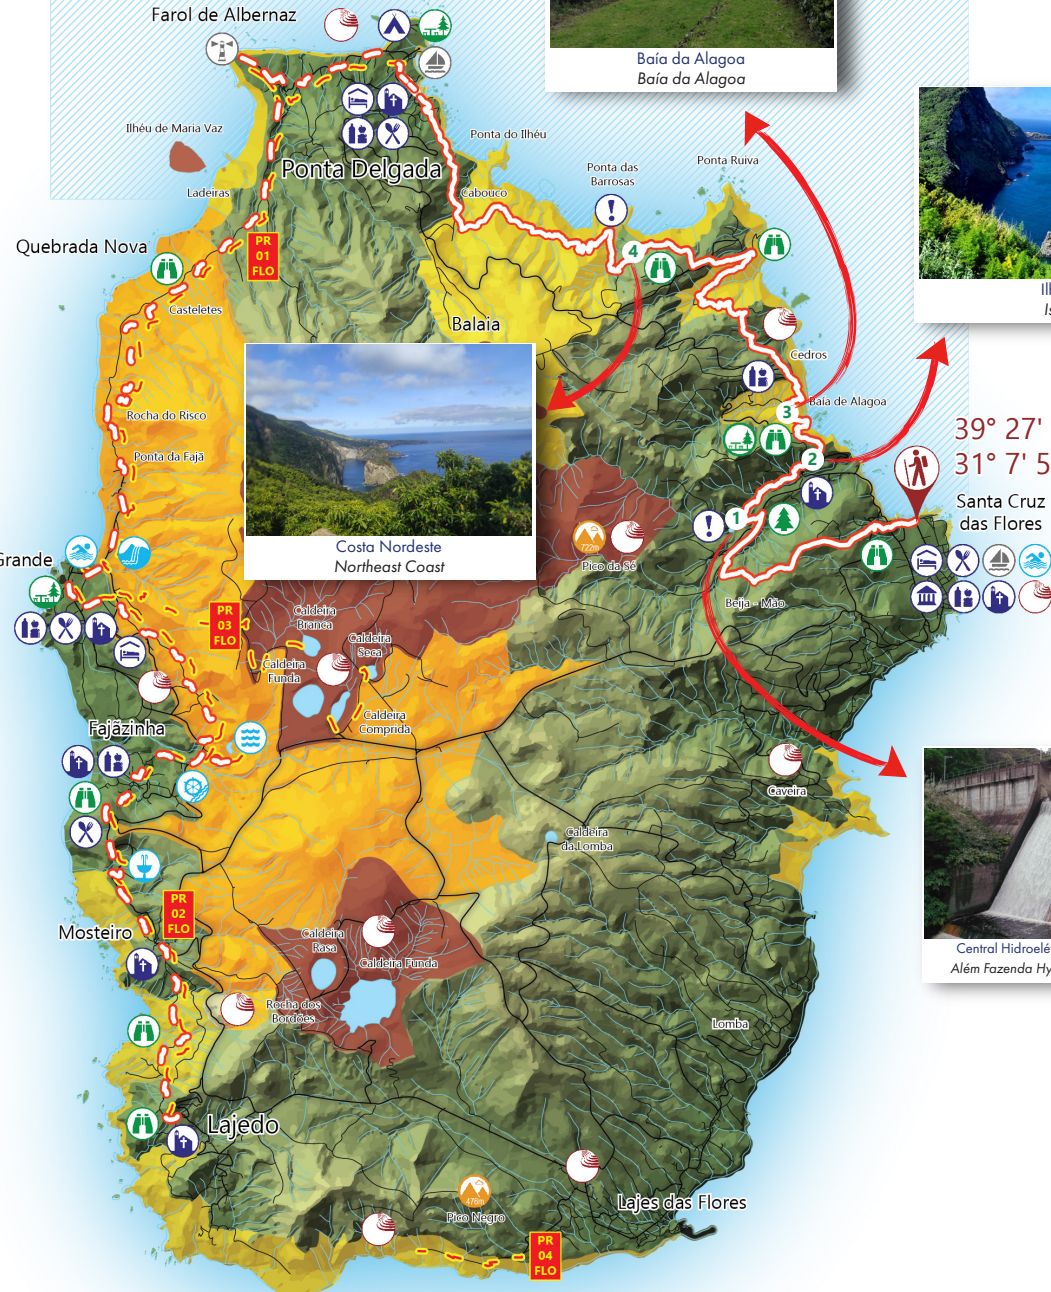 Farol de Albernaz
Baía da Alagoa
Baía da Alagoa
Ilhéu de Maria Vaz
Ponta do Ilhéu
Ponta Delgada
Ponta das
Barrosas
Ponta Ruiva
Ladeiras
Cabouco
!
Quebrada Nova
PR
01
FLO
4
Casteletes
Balaia
Cedros
Rocha do Risco
Baía de Alagoa
3
39° 27'
Ponta da Fajã
2
31° 7' 5
Santa Cruz
das Flores
!
1
Costa Nordeste
Northeast Coast
722m
Pico da Sé
Grande
Beija - Mão
PR
03
FLO
Caldeira
Branca
Caldeira
Seca
Caldeira
Funda
Caldeira
Comprida
Fajãzinha
Caveira
Caldeira
da Lomba
PR
02
FLO
Mosteiro
Caldeira
Rasa
Caldeira Funda
Central Hidroelé
Além Fazenda Hy
Rocha dos
Bordões
Lomba
Lajedo
476m
Pico Negro
Lajes das Flores
PR
04
FLO